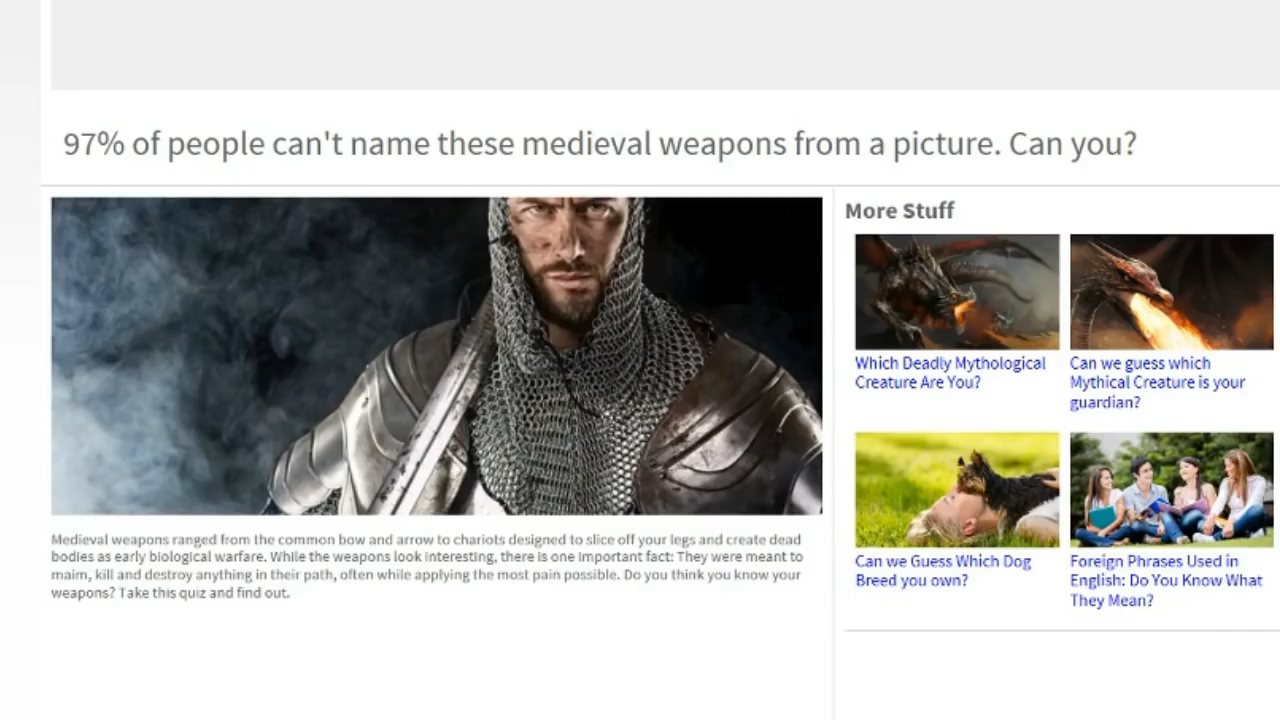 97% of people can't name these medieval weapons from a picture. Can you?
More Stuff
Medieval weapons ranged from the common bow and arrow to chariots designed to slice off your legs and create dead
bodies as early biological warfare. While the weapons look interesting, there is one important fact: They were meant to
maim, kill and destroy anything in their path, often while applying the most pain possible. Do you think you know your
weapons? Take this quiz and find out.
Which Deadly Mythological
Creature Are You?
Can we guess which
Mythical Creature is your
guardian?
Can we Guess Which Dog
Breed you own?
Foreign Phrases Used in
English: Do You Know What
They Mean?